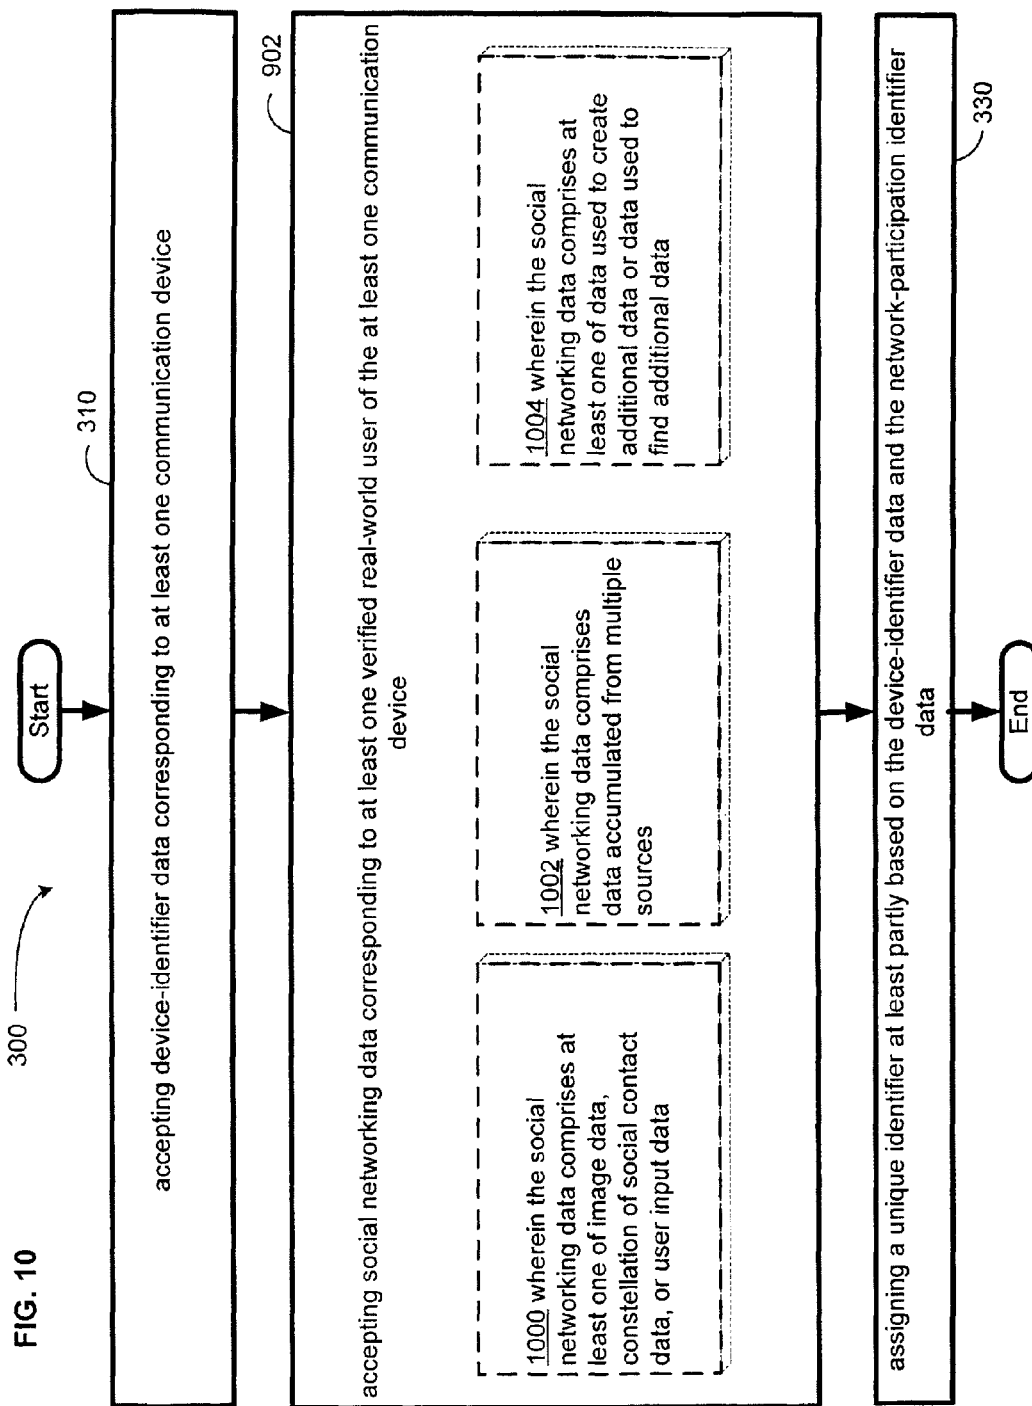 FIG. 10
300
Start
310
accepting device-identifier data corresponding to at least one communication device
902
accepting social networking data corresponding to at least one verified real-world user of the at least one communication
device
1000 wherein the social
networking data comprises at
least one of image data,
constellation of social contact
data, or user input data
1002 wherein the social
networking data comprises
data accumulated from multiple
sources
1004 wherein the social
networking data comprises at
least one of data used to create
additional data or data used to
find additional data
330
assigning a unique identifier at least partly based on the device-identifier data and the network-participation identifier
data
End